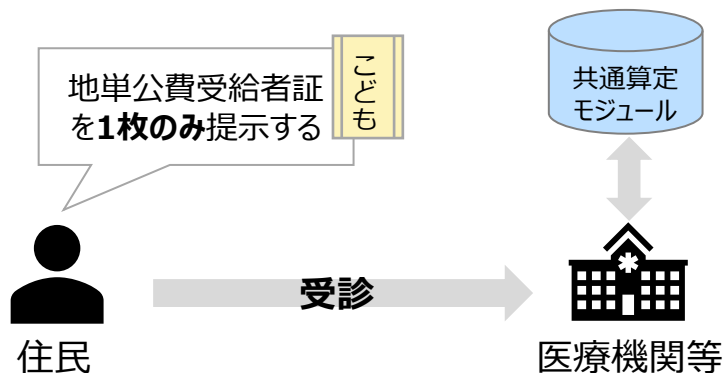 地単公費受給者証
を1枚のみ提示する
こども
共通算定
モジュール
受診
住民
医療機関等